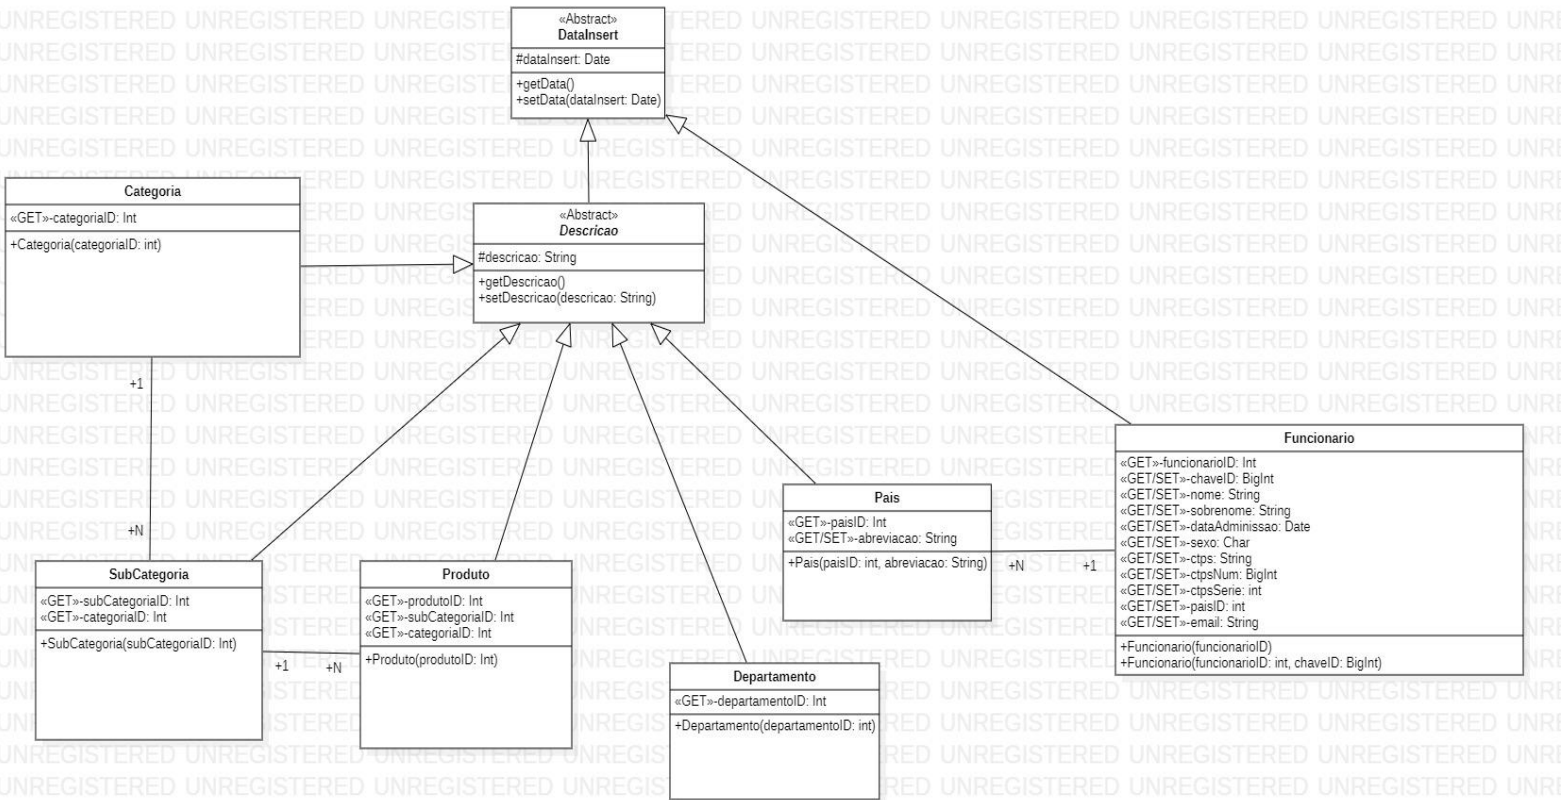 «Abstract»
DataInsert
#dataInsert: Date
+getData()
+setData(dataInsert: Date)
Categoria
«GET»-categoriaID: Int
+Categoria(categoriaID: int)
«Abstract»
Descricao
#descricao: String
+getDescricao()
+setDescricao(descricao: String)
+1
+N
Funcionario
«GET»-funcionarioID: Int
«GET/SET»-chaveID: BigInt
«GET/SET»-nome: String
«GET/SET»-sobrenome: String
«GET/SET»-dataAdminissao: Date
«GET/SET»-sexo: Char
«GET/SET»-ctps: String
«GET/SET»-ctpsNum: BigInt
«GET/SET»-ctpsSerie: int
«GET/SET»-paisID: int
«GET/SET»-email: String
+Funcionario(funcionarioID)
+Funcionario(funcionarioID: int, chaveID: BigInt)
Pais
«GET»-paisID: Int
«GET/SET»-abreviacao: String
+Pais(paisID: int, abreviacao: String)
+N
+1
SubCategoria
«GET»-subCategoriaID: Int
«GET»-categoriaID: Int
+SubCategoria(subCategoriaID: Int)
+1
+N
Produto
«GET»-produtoID: Int
«GET»-subCategoriaID: Int
«GET»-categoriaID: Int
+Produto(produtoID: Int)
Departamento
«GET»-departamentoID: Int
+Departamento(departamentoID: int)
UNREGISTERED